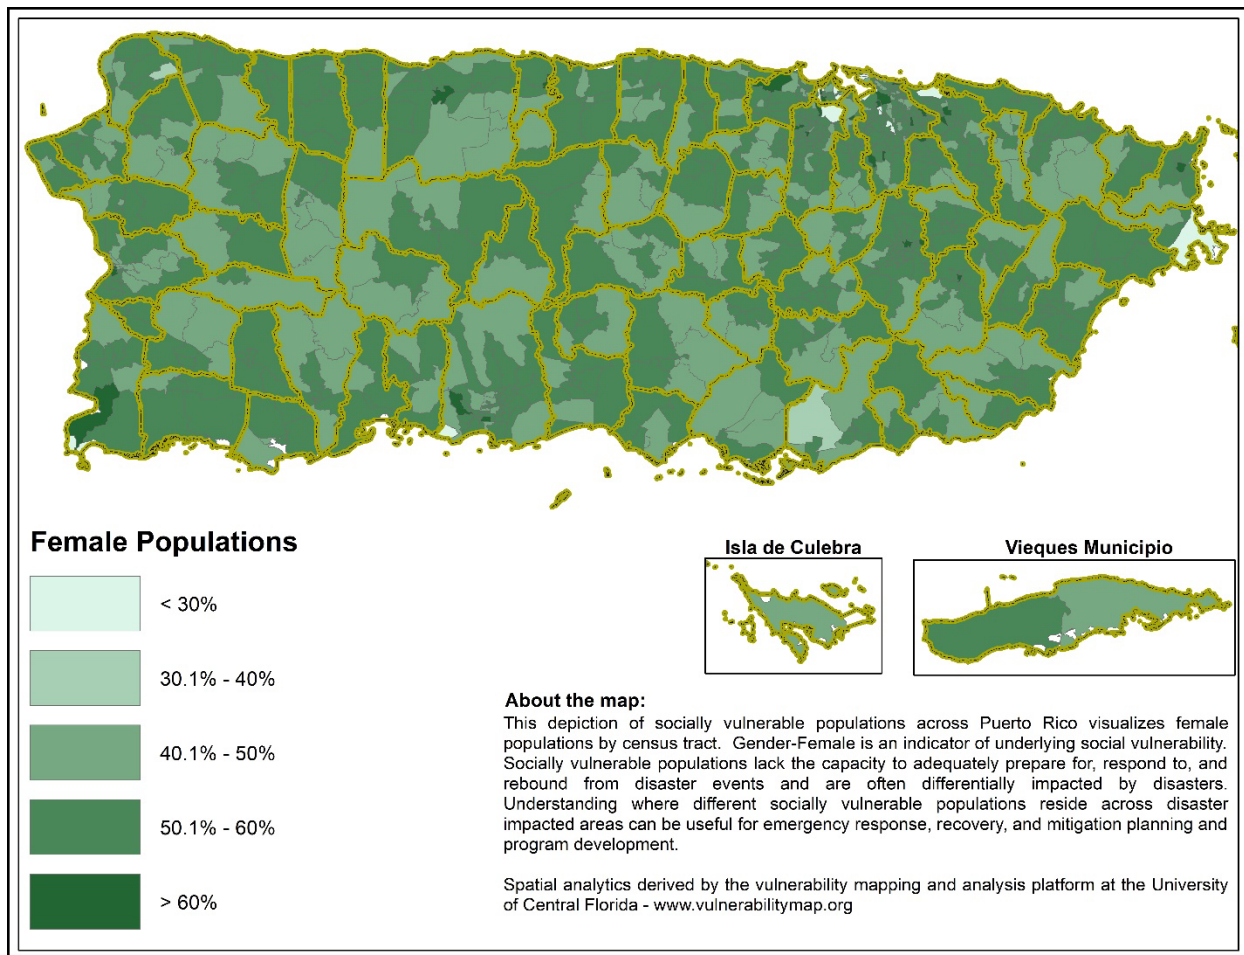 Female Populations
< 30%
30.1% - 40%
40.1% - 50%
50.1% - 60%
> 60%
Isla de Culebra
Vieques Municipio
About the map:
This depiction of socially vulnerable populations across Puerto Rico visualizes female
populations by census tract. Gender-Female is an indicator of underlying social vulnerability.
Socially vulnerable populations lack the capacity to adequately prepare for, respond to, and
rebound from disaster events and are often differentially impacted by disasters.
Understanding where different socially vulnerable populations reside across disaster
impacted areas can be useful for emergency response, recovery, and mitigation planning and
program development.
Spatial analytics derived by the vulnerability mapping and analysis platform at the University
of Central Florida - www.vulnerabilitymap.org